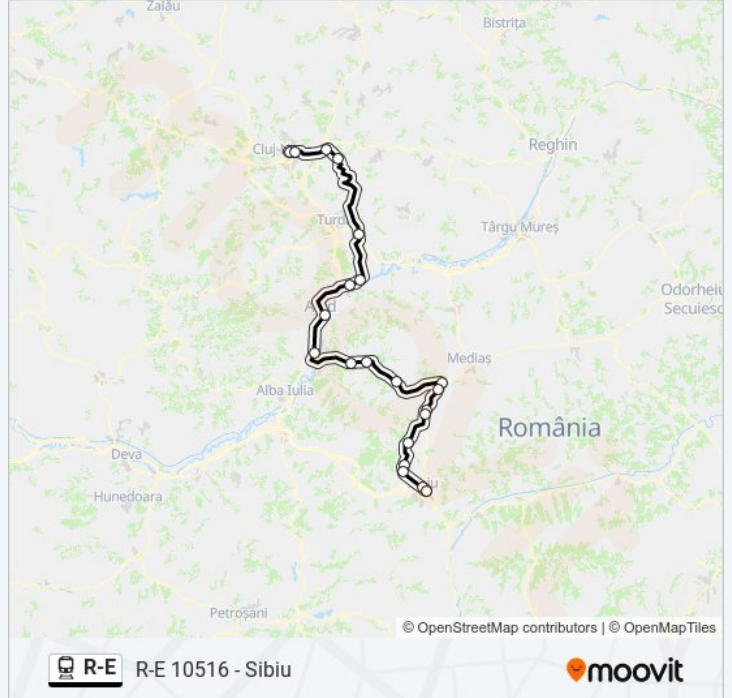 Zalău
Bistrița
Cluj-
Reghin
Turd
Târgu Mureș
Odorheiu
Secuiesc
Mediaș
Alba Iulia
România
Deva
Hunedoara
Petroșani
© OpenStreetMap contributors | © OpenMapTiles
R-E R-E 10516 - Sibiu
moovit